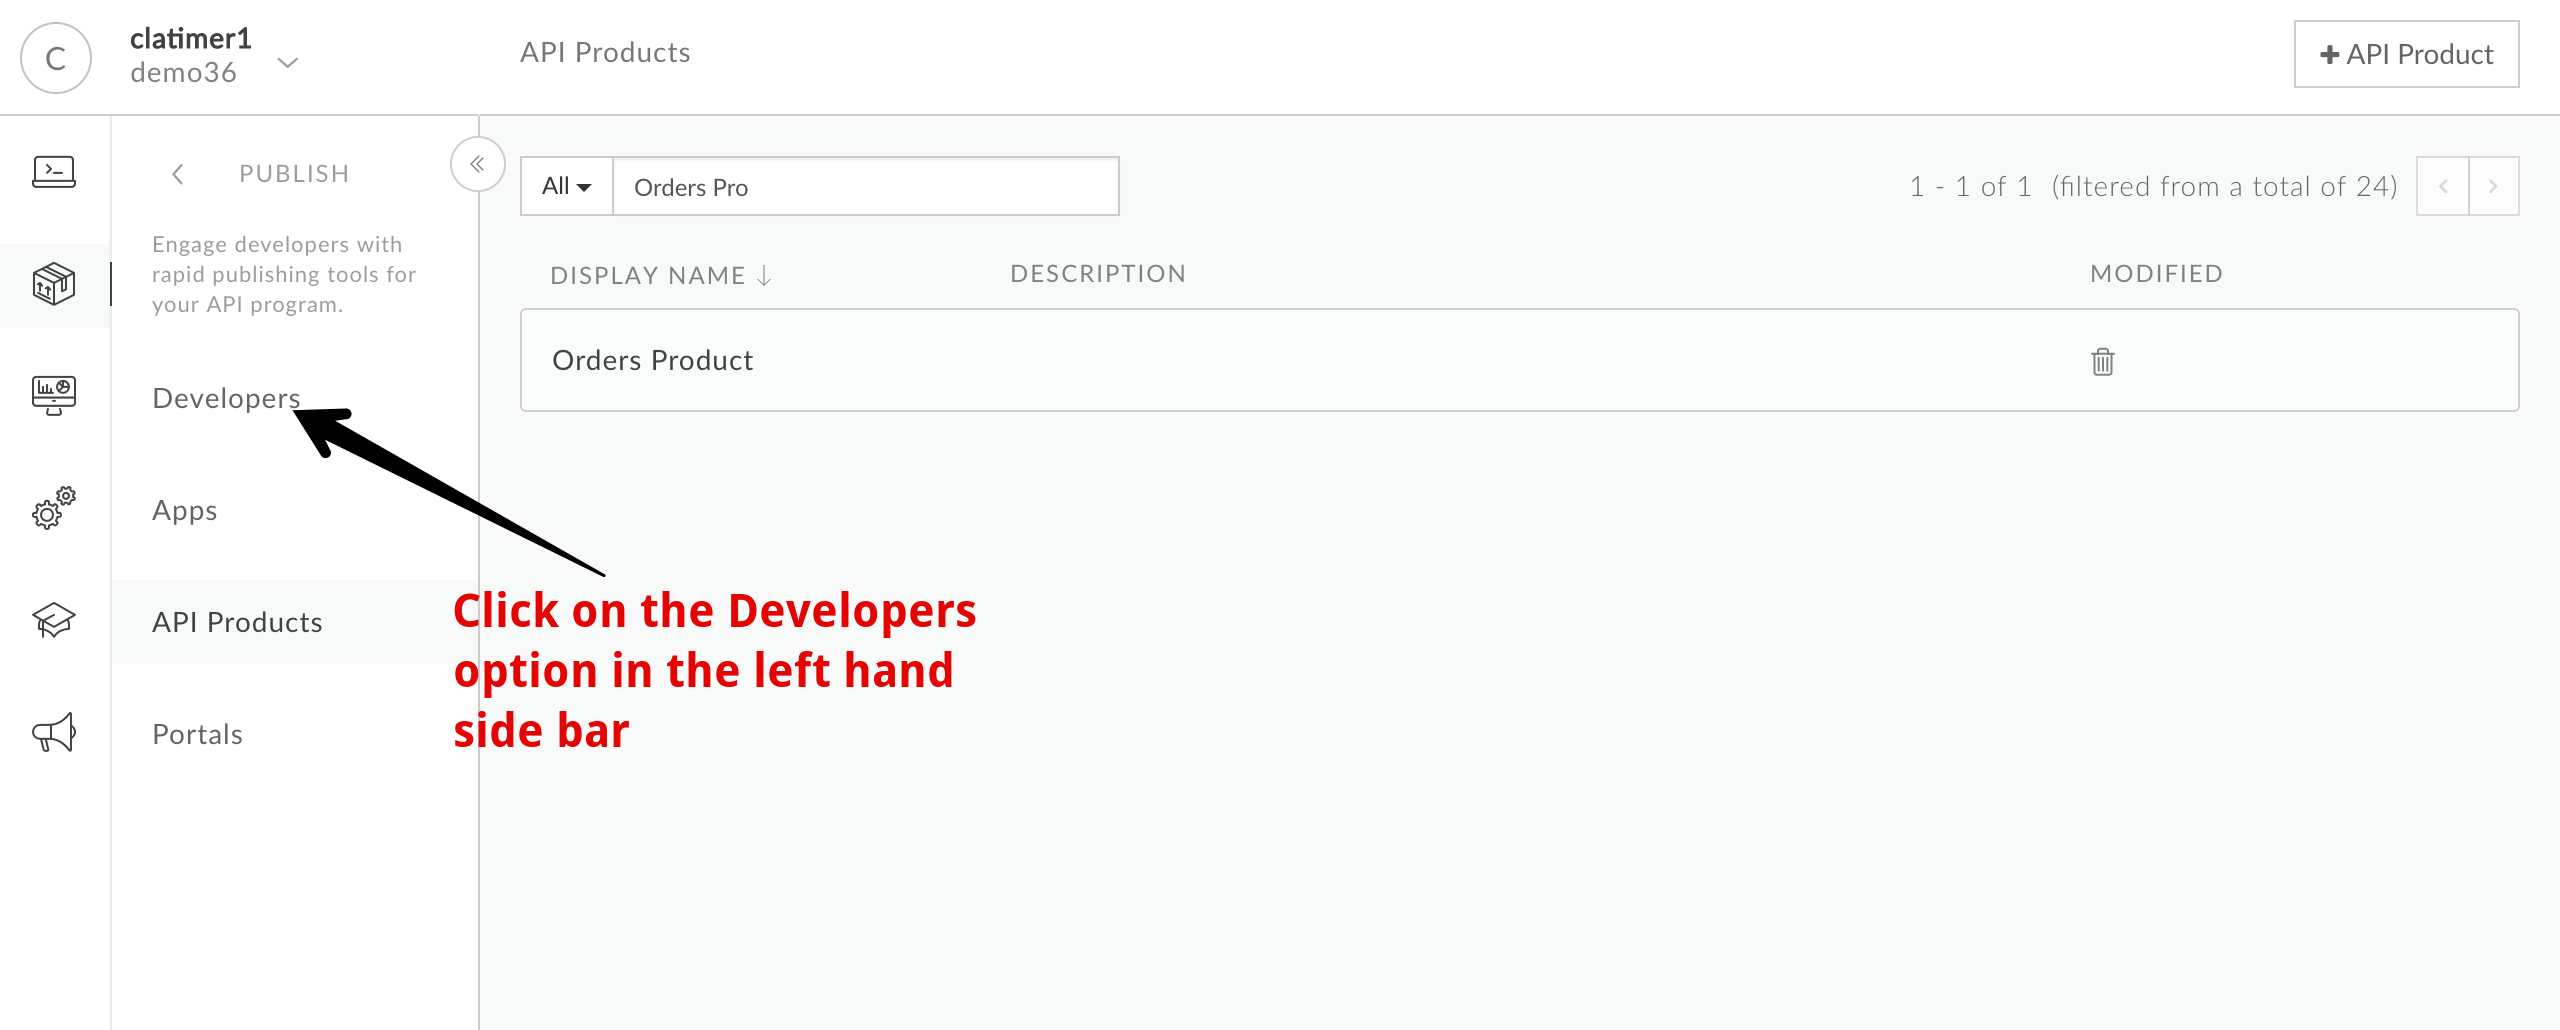 C
clatimer1
demo36
API Products
+ API Product
PUBLISH
Engage developers with
rapid publishing tools for
your API program.
Developers
Apps
API Products
Portals
All
Orders Pro
1 - 1 of 1 (filtered from a total of 24)
DISPLAY NAME
DESCRIPTION
MODIFIED
Orders Product
Click on the Developers
option in the left hand
side bar